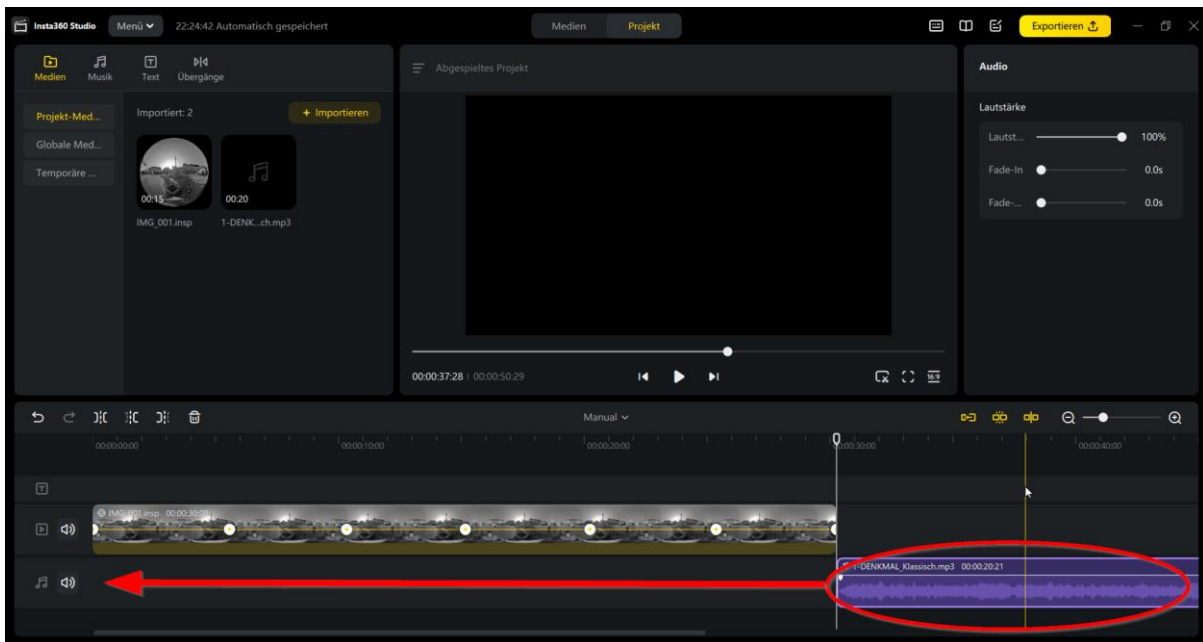 Insta360 Studio Menü 22:24:42 Automatisch gespeichert Medien Projekt Exportieren
Medien Musik Text Übergänge
Abgespieltes Projekt
Audio
Projekt-Med...
Globale Med...
Temporäre ...
Importiert: 2 + Importieren
00:15 00:20
IMG_001.insp 1-DENK...ch.mp3
Lautstärke
Lautst... 100%
Fade-In 0.0s
Fade-... 0.0s
00:00:37:28 | 00:00:50:29 16:9
Manual
00:00:00:00 00:00:10:00 00:00:20:00 00:00:30:00 00:00:40:00
T
IMG_001.insp 00:00:30:08
1-DENKMAL_Klassisch.mp3 00:00:20:21